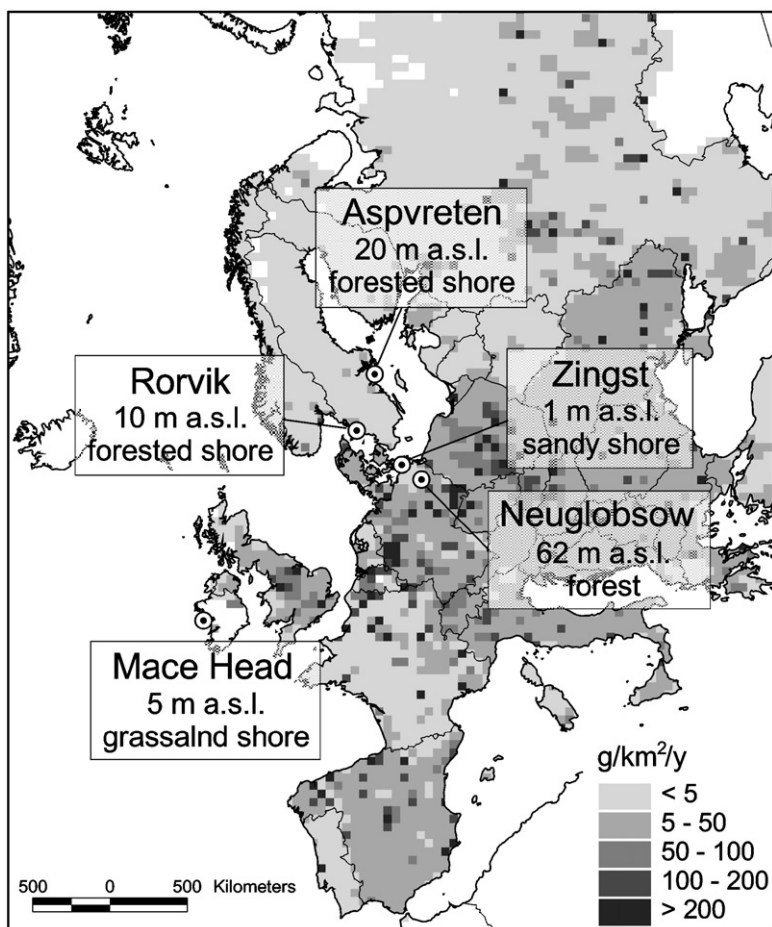 Aspvreten
20 m a.s.l.
forested shore
Rorvik
10 m a.s.l.
forested shore
Zingst
1 m a.s.l.
sandy shore
Neuglobsow
62 m a.s.l.
forest
Mace Head
5 m a.s.l.
grassalnd shore
g/km²/y
< 5
5 - 50
50 - 100
100 - 200
> 200
500 0 500 Kilometers